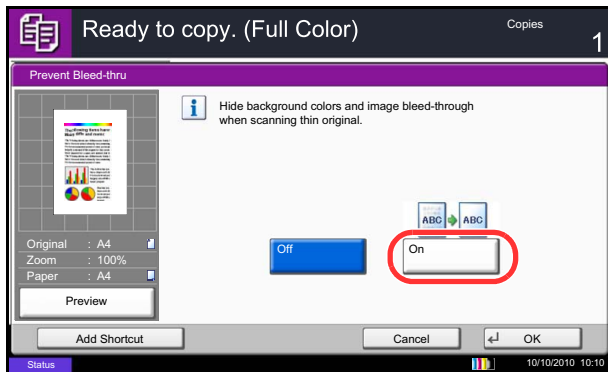 Ready to copy. (Full Color)
Copies
1
Prevent Bleed-thru
Hide background colors and image bleed-through
when scanning thin original.
ABC
ABC
Off
On
Original : A4
Zoom : 100%
Paper : A4
Preview
Add Shortcut
Cancel
OK
Status
10/10/2010 10:10